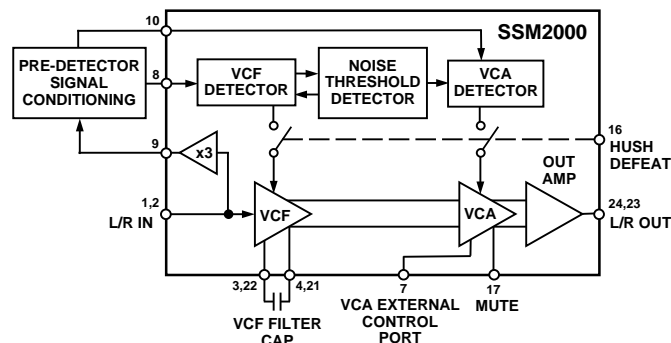 10
SSM2000
PRE-DETECTOR
SIGNAL
CONDITIONING
8
VCF
DETECTOR
NOISE
THRESHOLD
DETECTOR
VCA
DETECTOR
9
x3
16
HUSH
DEFEAT
OUT
AMP
1,2
L/R IN
VCF
VCA
24,23
L/R OUT
3,22
4,21
7
17
VCF FILTER
CAP
VCA EXTERNAL
CONTROL
PORT
MUTE